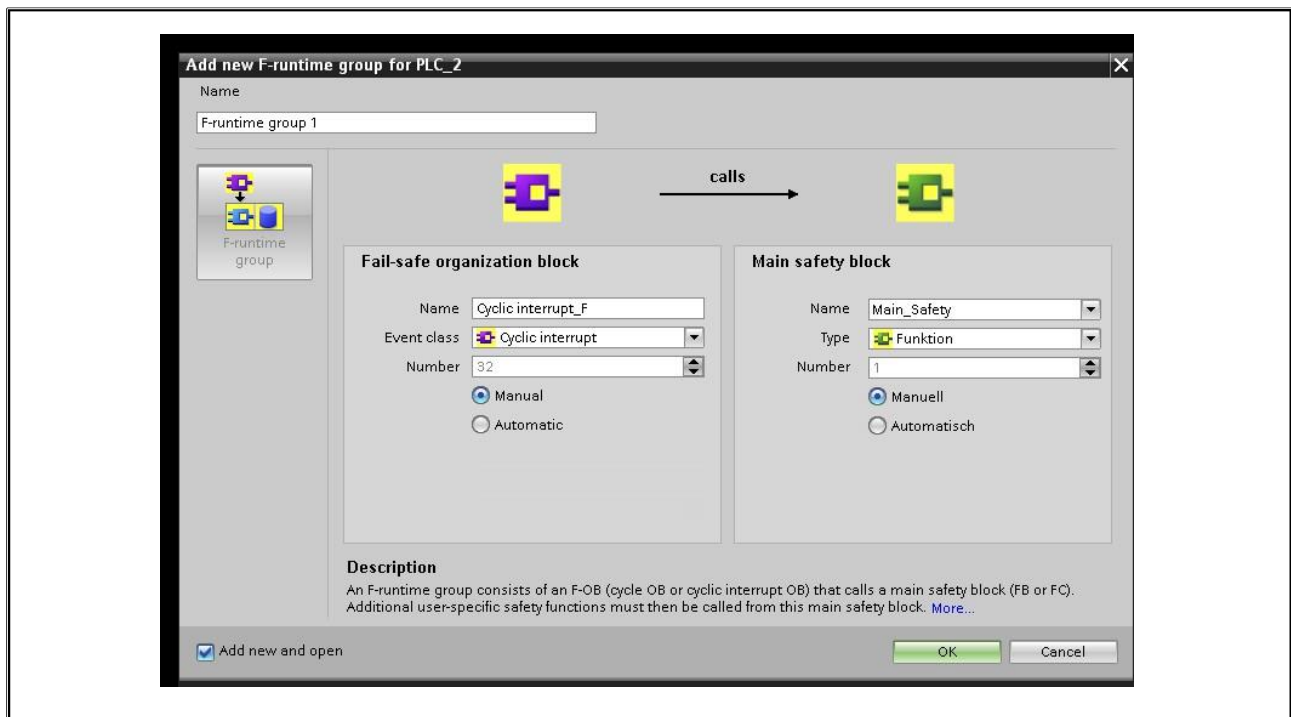 Add new F-runtime group for PLC_2
Name
F-runtime group 1
F-runtime
group
calls
Fail-safe organization block
Name Cyclic interrupt_F
Event class Cyclic interrupt
Number 32
Manual
Automatic
Main safety block
Name Main_Safety
Type Funktion
Number 1
Manuell
Automatisch
Description
An F-runtime group consists of an F-OB (cycle OB or cyclic interrupt OB) that calls a main safety block (FB or FC).
Additional user-specific safety functions must then be called from this main safety block. More...
Add new and open
OK Cancel